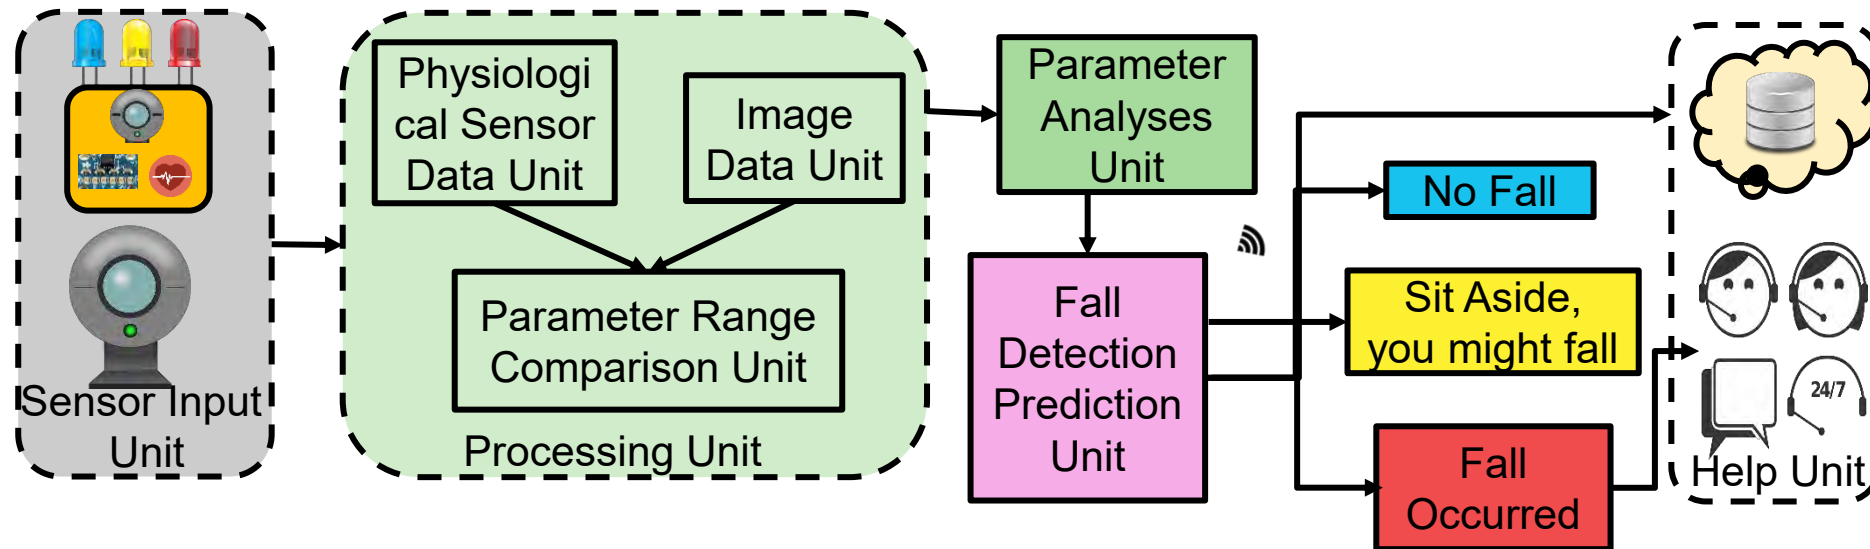 Sensor Input
Unit
Physiologi
cal Sensor
Data Unit
Image
Data Unit
Parameter Range
Comparison Unit
Processing Unit
Parameter
Analyses
Unit
Fall
Detection
Prediction
Unit
No Fall
Sit Aside,
you might fall
Fall
Occurred
24/7
Help Unit